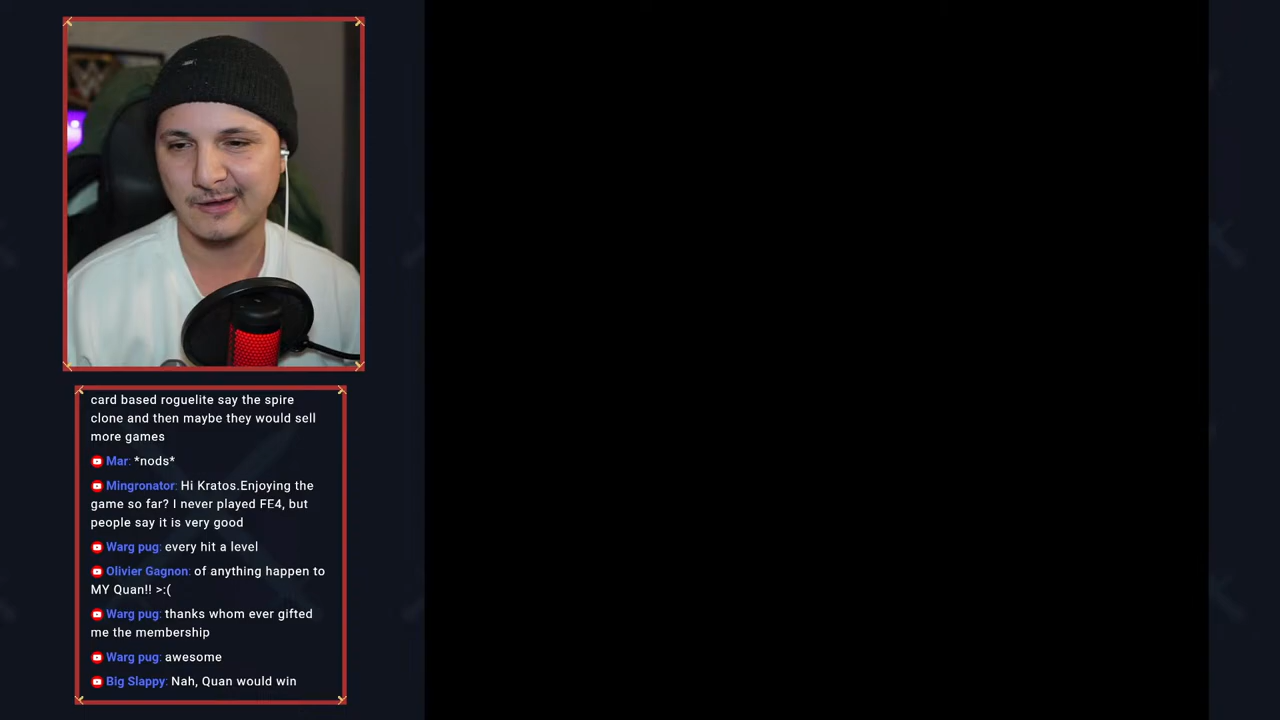 card based roguelite say the spire
clone and then maybe they would sell
more games
Mar: *nods*
Mingronator: Hi Kratos.Enjoying the
game so far? I never played FE4, but
people say it is very good
Warg pug: every hit a level
Olivier Gagnon: of anything happen to
MY Quan!! >:(
Warg pug: thanks whom ever gifted
me the membership
Warg pug: awesome
Big Slappy: Nah, Quan would win